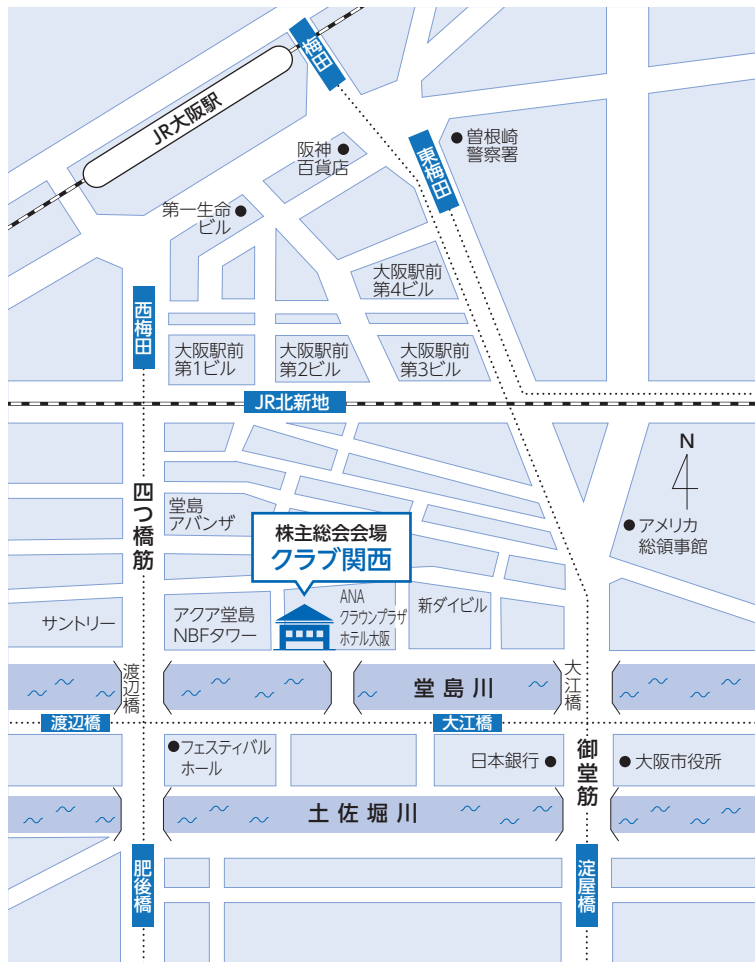 梅田
JR大阪駅
阪神
百貨店
東梅田
曽根崎
警察署
第一生命
ビル
大阪駅前
第4ビル
西梅田
大阪駅前
第1ビル
大阪駅前
第2ビル
大阪駅前
第3ビル
JR北新地
N
四つ橋筋
堂島
アバンザ
株主総会会場
クラブ関西
アメリカ
総領事館
サントリー
アクア堂島
NBFタワー
ANA
クラウンプラザ
ホテル大阪
新ダイビル
渡辺橋
堂島川
大江橋
渡辺橋
大江橋
フェスティバル
ホール
日本銀行
御堂筋
大阪市役所
土佐堀川
肥後橋
淀屋橋